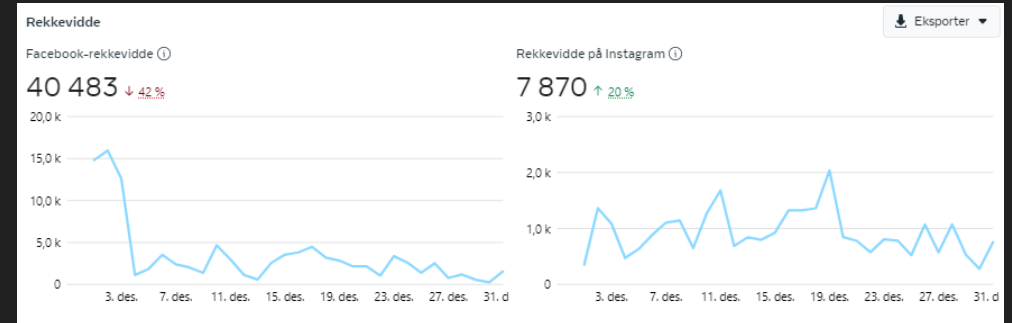 Rekkevidde
Eksporter
Facebook-rekkevidde
40 483 ↓ 42 %
20,0 k
15,0 k
10,0 k
5,0 k
0
3. des. 7. des. 11. des. 15. des. 19. des. 23. des. 27. des. 31. d
Rekkevidde på Instagram
7 870 ↑ 20 %
3,0 k
2,0 k
1,0 k
0
3. des. 7. des. 11. des. 15. des. 19. des. 23. des. 27. des. 31. d